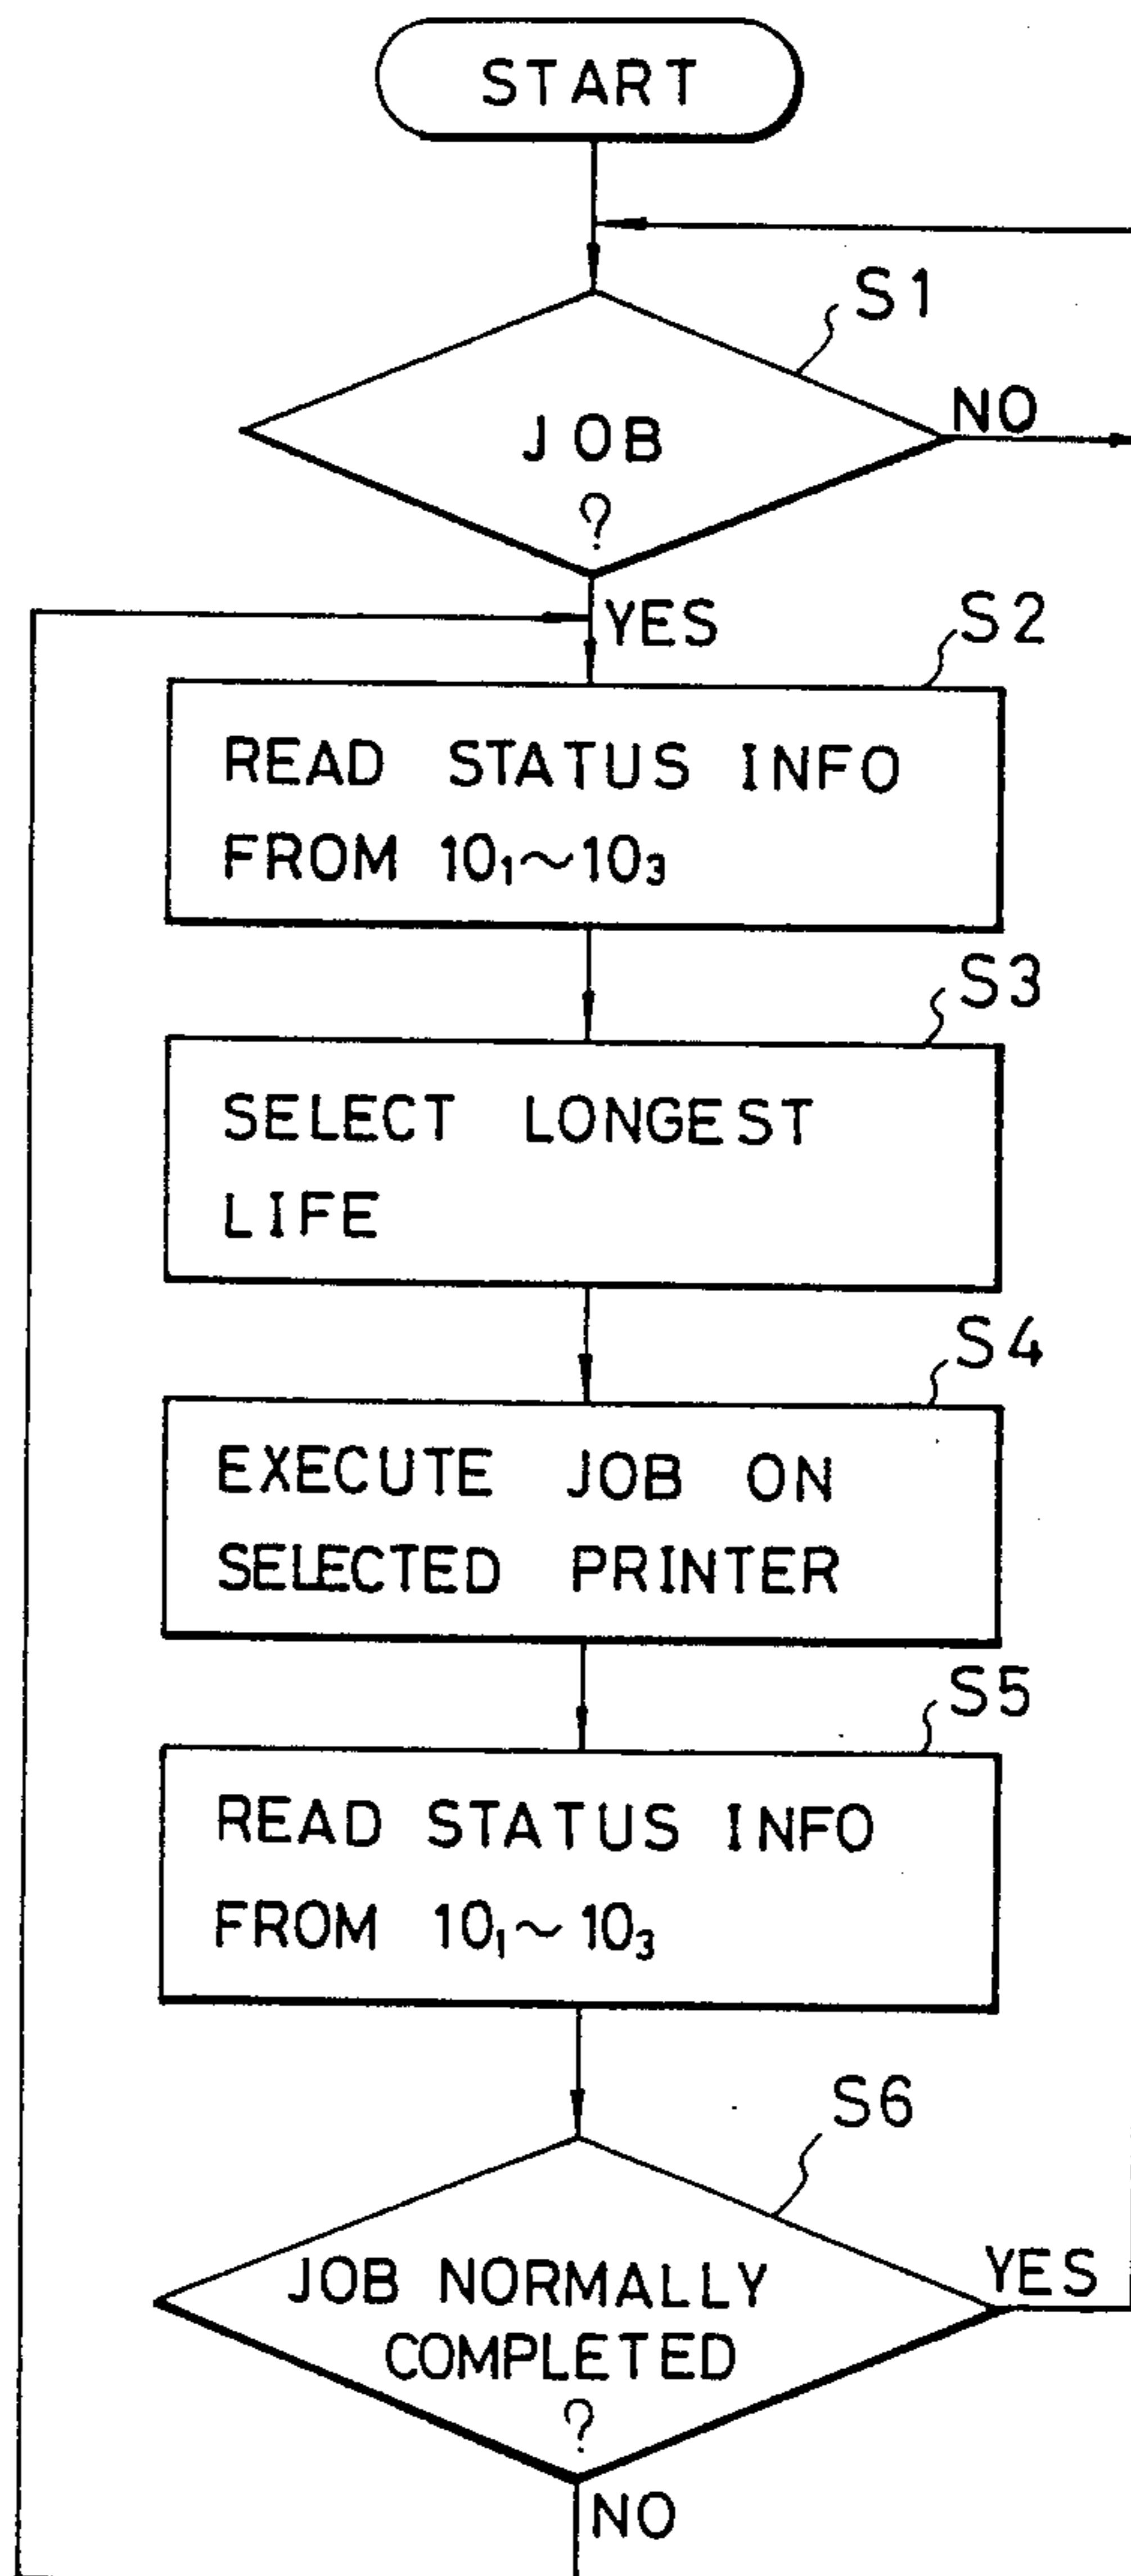 START
S1
JOB
?
NO
YES
S2
READ STATUS INFO
FROM 10₁~10₃
S3
SELECT LONGEST
LIFE
S4
EXECUTE JOB ON
SELECTED PRINTER
S5
READ STATUS INFO
FROM 10₁~10₃
S6
JOB NORMALLY
COMPLETED
?
YES
NO